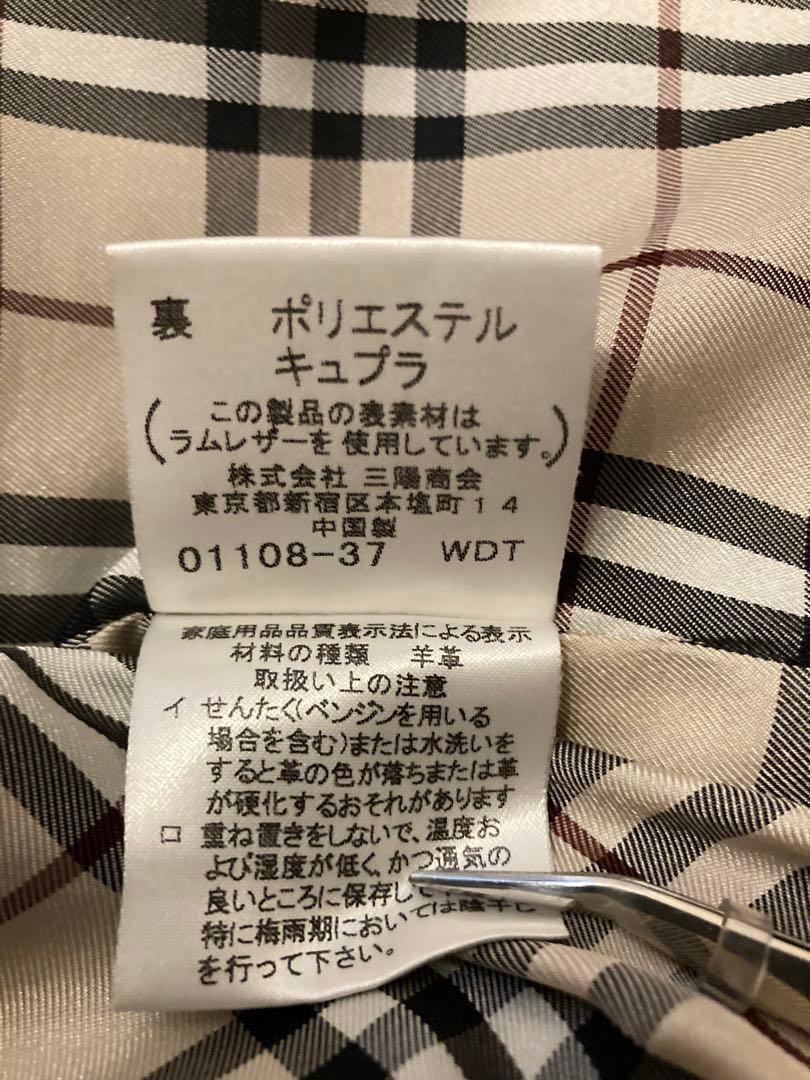 裏 ポリエステル
キュプラ
(この製品の表素材は
ラムレザーを使用しています。)
株式会社 三陽商会
東京都新宿区本塩町14
中国製
01108-37 WDT
家庭用品品質表示法による表示
材料の種類 羊革
取扱い上の注意
イ せんたく(ベンジンを用いる
場合を含む)または水洗いを
すると革の色が落ちまたは革
が硬化するおそれがあります
ロ 重ね置きをしないで、温度お
よび湿度が低く、かつ通気の
良いところに保存し
特に梅雨期においては陰干し
を行って下さい。